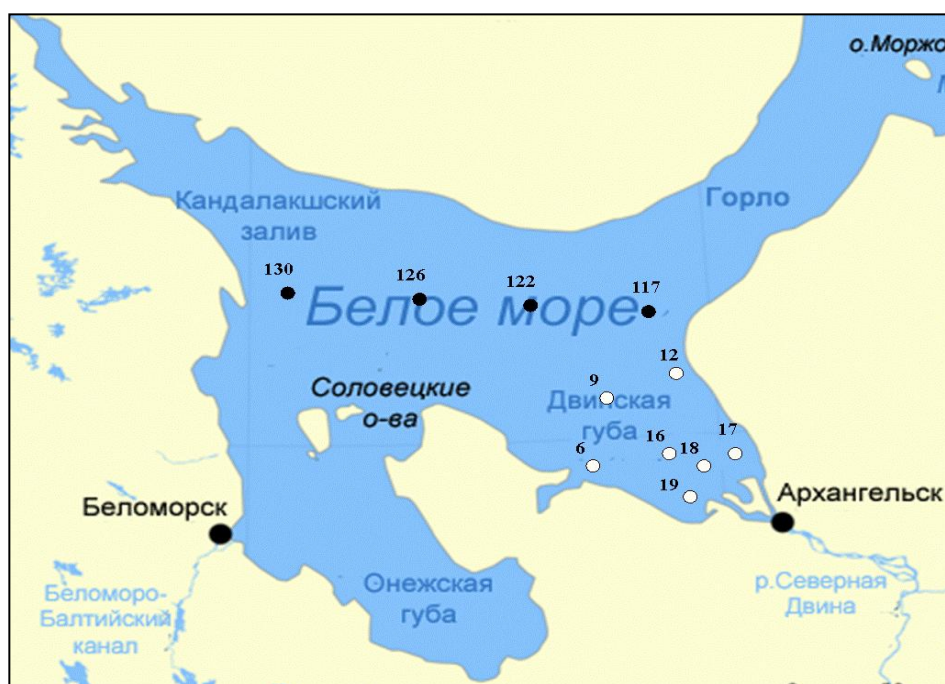 о.Моржо
Кандалакшский
залив
Горло
130
126
122
117
Белое море
12
9
Соловецкие
о-ва
Двинская
губа
6
16
18
17
19
Беломорск
Архангельск
Онежская
губа
Беломоро-
Балтийский
канал
р.Северная
Двина